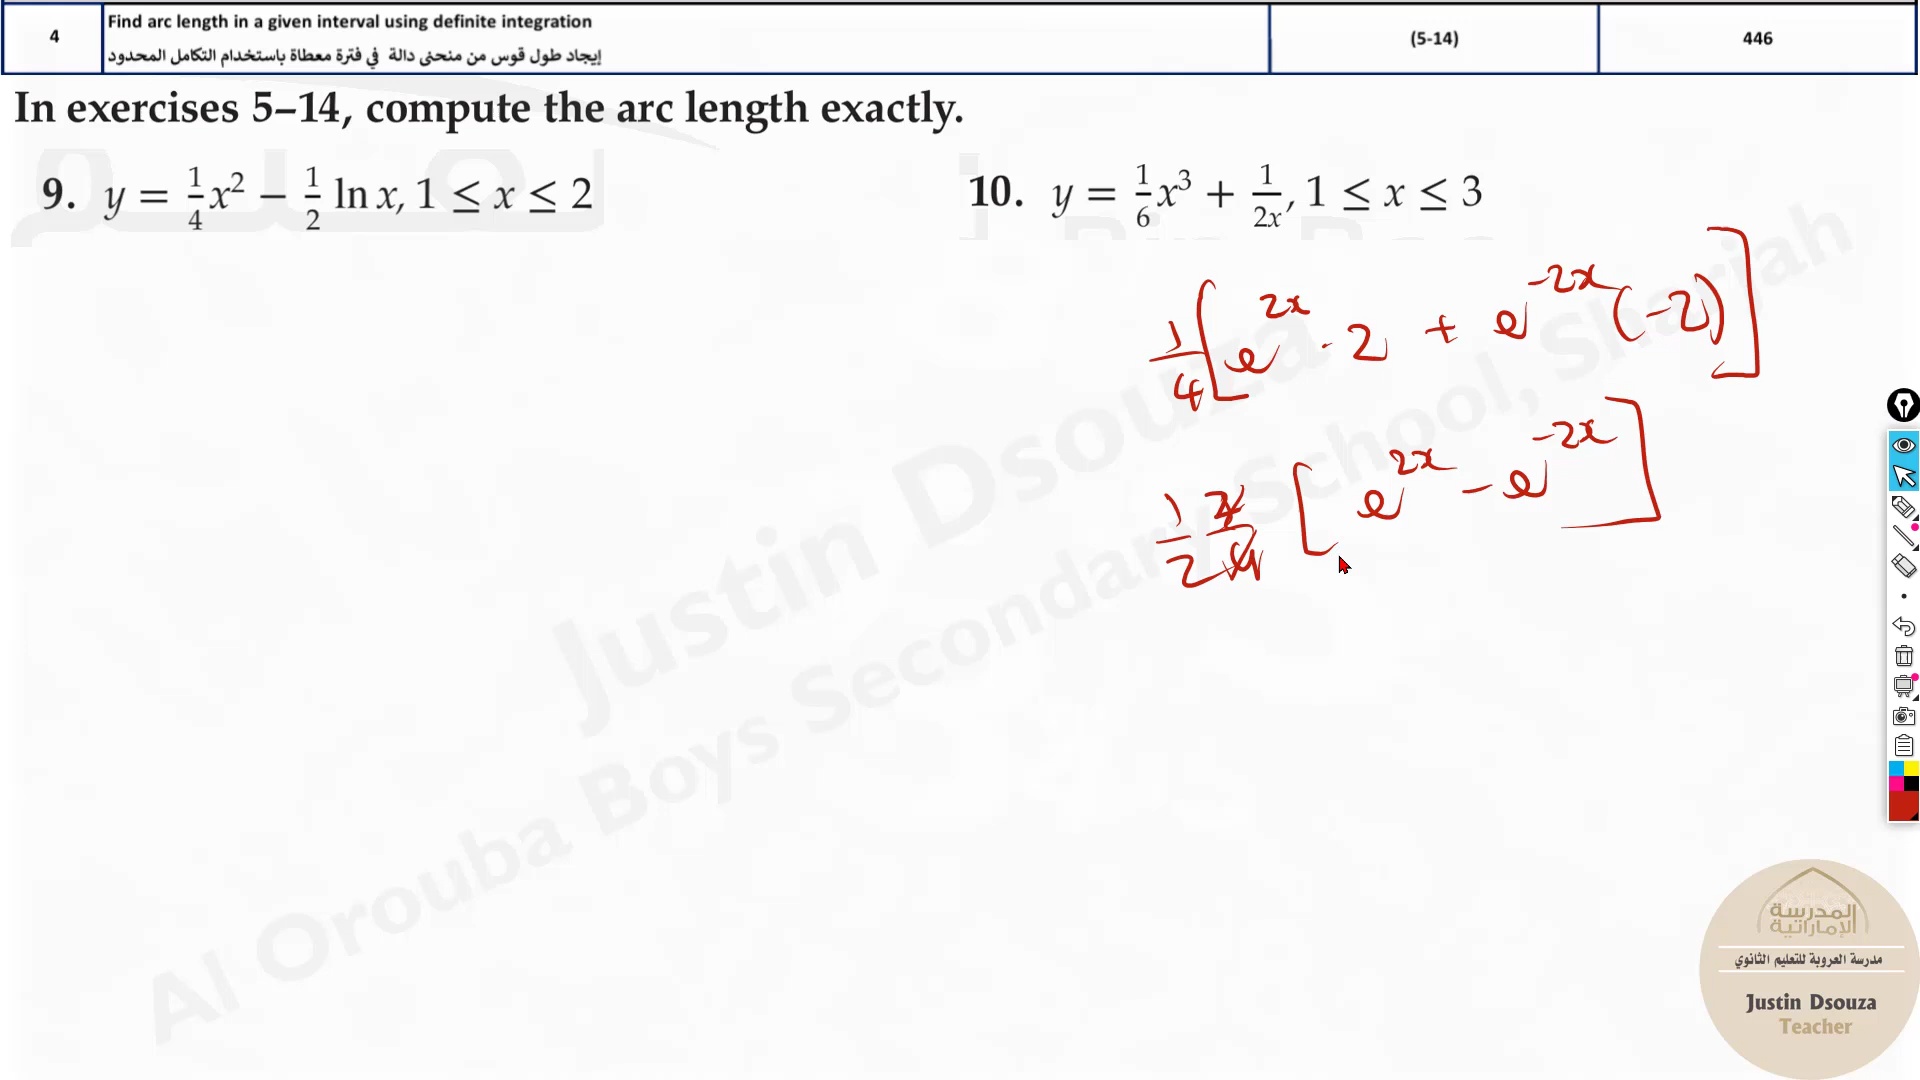 4
Find arc length in a given interval using definite integration
إيجاد طول قوس من منحنى دالة في فترة معطاة باستخدام التكامل المحدود
(5-14)
446
In exercises 5–14, compute the arc length exactly.
9. y = 1/4 x² − 1/2 ln x, 1 ≤ x ≤ 2
10. y = 1/6 x³ + 1/2x, 1 ≤ x ≤ 3
1/4 [e^2x · 2 + e^-2x (-2)]
1/2 2/4 [e^2x - e^-2x]
Justin Dsouza
Al Orouba Boys Secondary School, Sharjah
المدرسة
الإماراتية
مدرسة العروبة للتعليم الثانوي
Justin Dsouza
Teacher